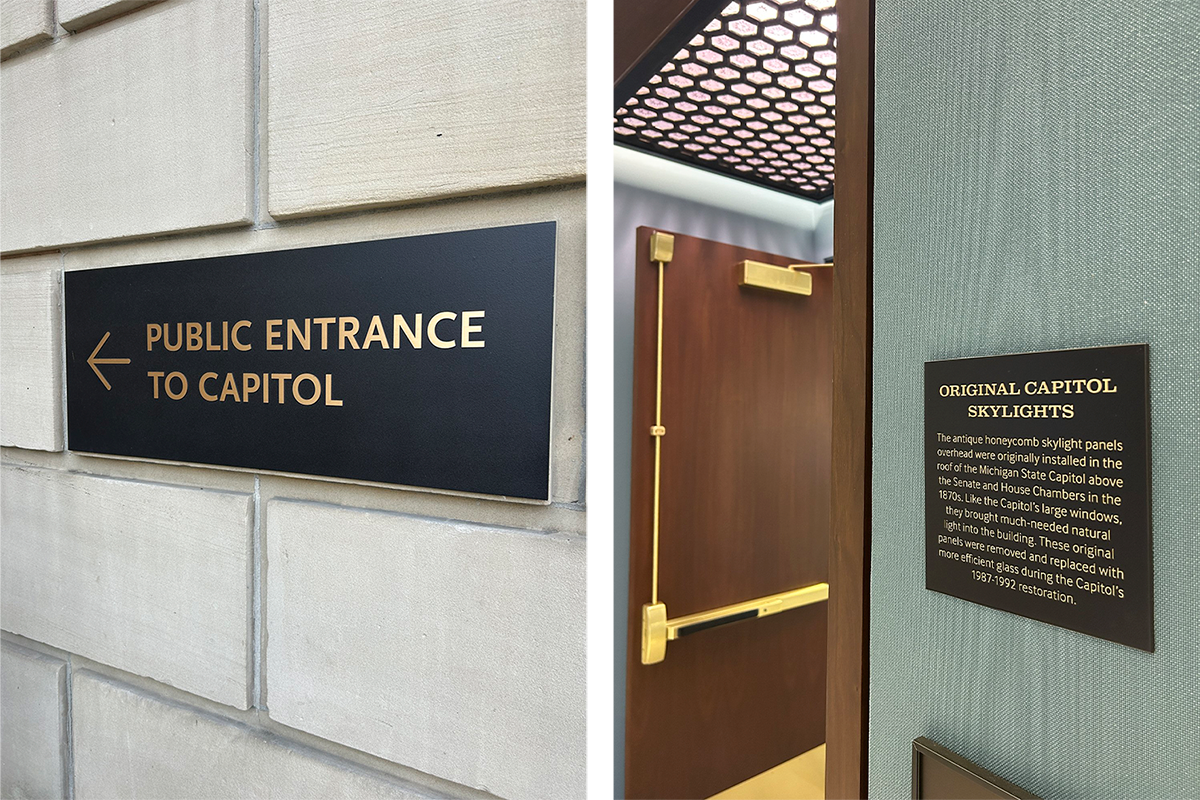 PUBLIC ENTRANCE
TO CAPITOL
ORIGINAL CAPITOL
SKYLIGHTS
The antique honeycomb skylight panels
overhead were originally installed in the
roof of the Michigan State Capitol above
the Senate and House Chambers in the
1870s. Like the Capitol's large windows,
they brought much-needed natural
light into the building. These original
panels were removed and replaced with
more efficient glass during the Capitol's
1987-1992 restoration.